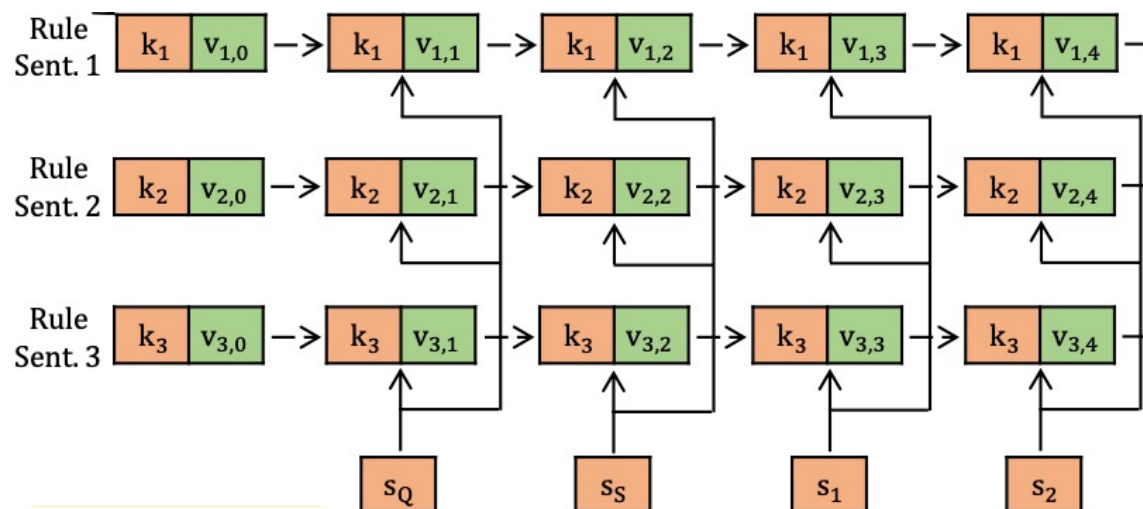 Rule
Sent. 1
k₁ v₁,₀ k₁ v₁,₁ k₁ v₁,₂ k₁ v₁,₃ k₁ v₁,₄
Rule
Sent. 2
k₂ v₂,₀ k₂ v₂,₁ k₂ v₂,₂ k₂ v₂,₃ k₂ v₂,₄
Rule
Sent. 3
k₃ v₃,₀ k₃ v₃,₁ k₃ v₃,₂ k₃ v₃,₃ k₃ v₃,₄
s_Q s_S s₁ s₂